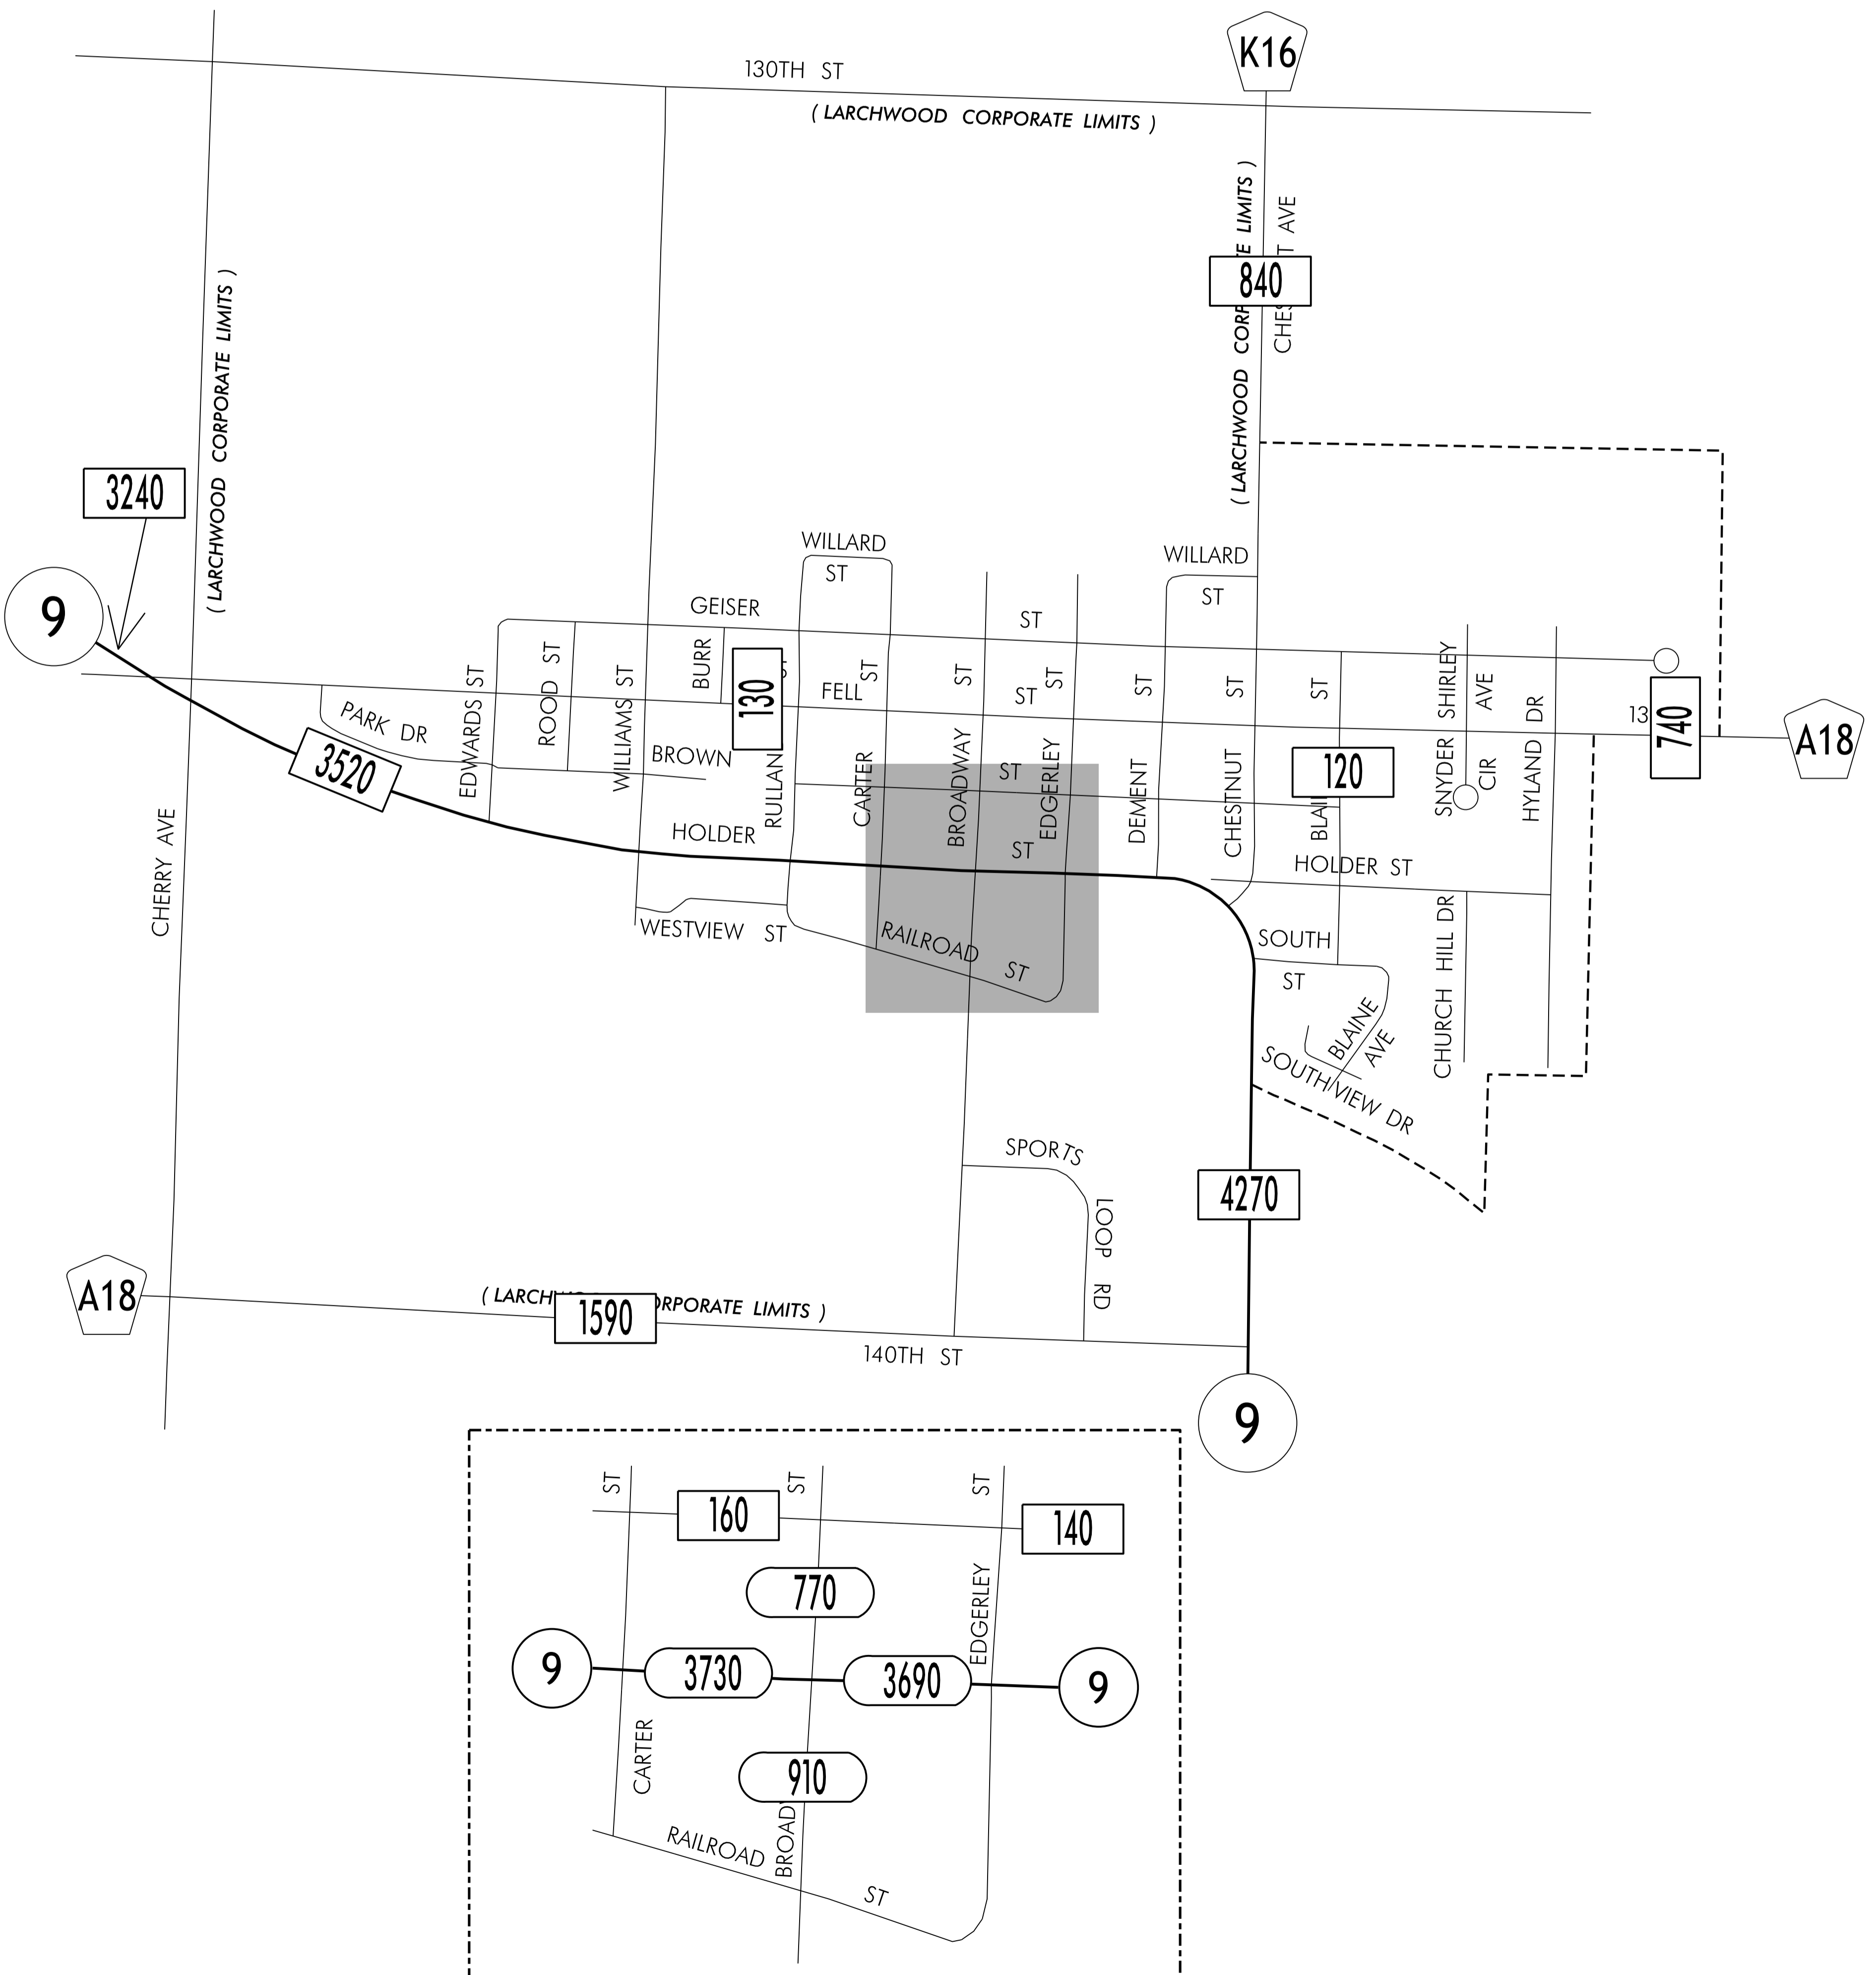 K16
130TH ST
( LARCHWOOD CORPORATE LIMITS )
( LARCHWOOD CORPORATE LIMITS )
840
3240
( LARCHWOOD CORPORATE LIMITS )
9
WILLARD
ST
WILLARD
ST
GEISER ST
ROOD ST
EDWARDS ST
WILLIAMS ST
BURR
130
CARTER ST
BROADWAY ST
EDGERLEY ST
DEMENT ST
CHESTNUT ST
ST
SNYDER SHIRLEY
AVE
CIR
HYLAND DR
FELL ST
13
740
A18
PARK DR
3520
BROWN ST
120
HOLDER ST
HOLDER ST
CHERRY AVE
WESTVIEW ST
RAILROAD ST
SOUTH
ST
BLAINE
AVE
CHURCH HILL DR
SOUTHVIEW DR
SPORTS
LOOP RD
4270
A18
1590
140TH ST
9
ST
ST
ST
160
140
770
EDGERLEY
9
3730
3690
9
CARTER
910
RAILROAD
ST